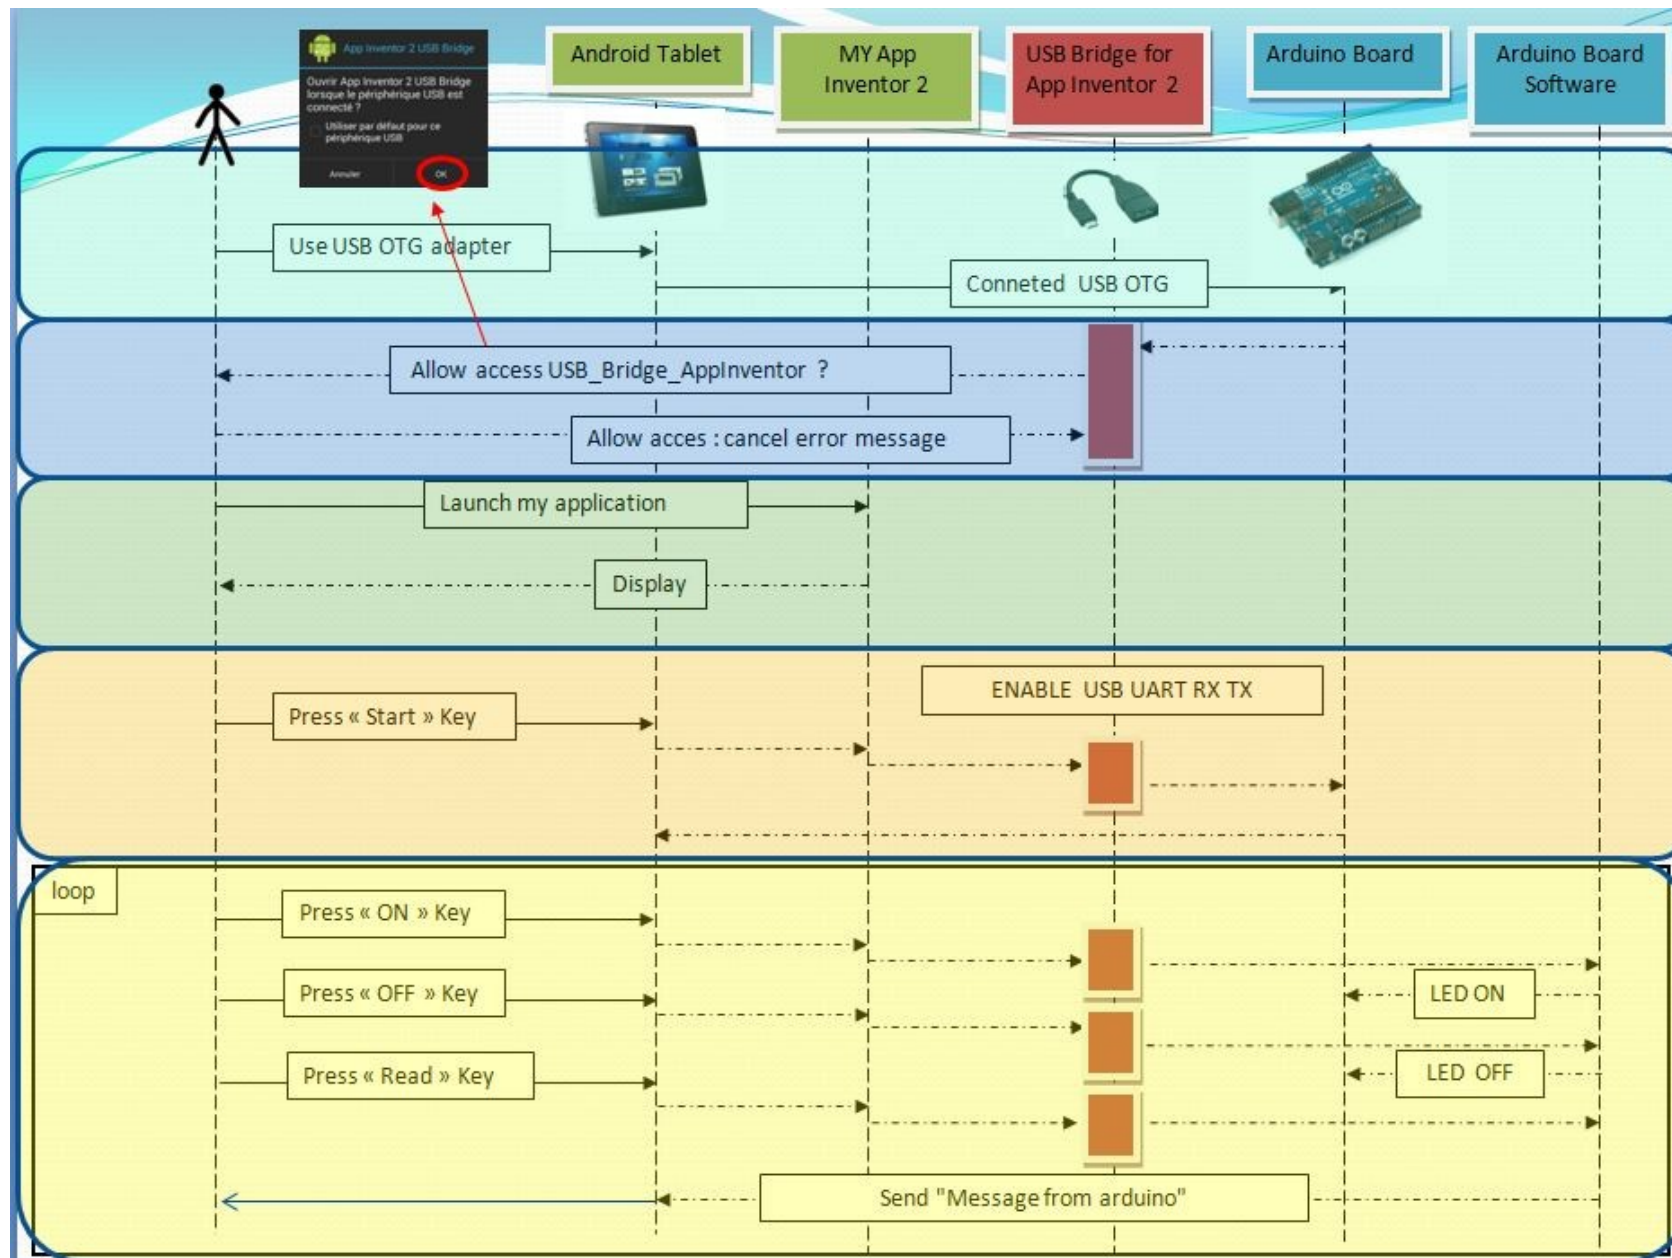 App Inventor 2 USB Bridge
Ouvrir App Inventor 2 USB Bridge
lorsque le périphérique USB est
connecté ?
Utiliser par défaut pour ce
périphérique USB
Annuler
OK
Android Tablet
MY App
Inventor 2
USB Bridge for
App Inventor 2
Arduino Board
Arduino Board
Software
Use USB OTG adapter
Conneted USB OTG
Allow access USB_Bridge_AppInventor ?
Allow acces : cancel error message
Launch my application
Display
ENABLE USB UART RX TX
Press « Start » Key
loop
Press « ON » Key
Press « OFF » Key
LED ON
Press « Read » Key
LED OFF
Send "Message from arduino"